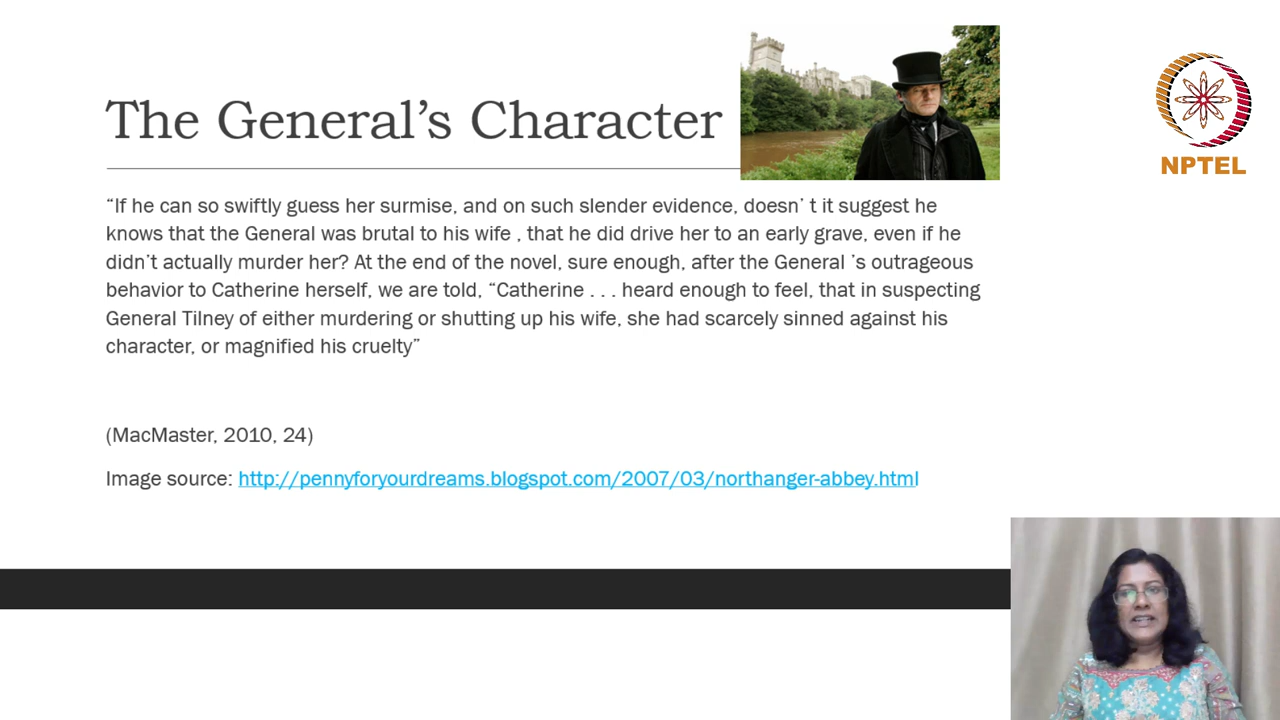 The General’s Character
NPTEL
“If he can so swiftly guess her surmise, and on such slender evidence, doesn’ t it suggest he
knows that the General was brutal to his wife , that he did drive her to an early grave, even if he
didn’t actually murder her? At the end of the novel, sure enough, after the General ’s outrageous
behavior to Catherine herself, we are told, “Catherine . . . heard enough to feel, that in suspecting
General Tilney of either murdering or shutting up his wife, she had scarcely sinned against his
character, or magnified his cruelty”
(MacMaster, 2010, 24)
Image source: http://pennyforyourdreams.blogspot.com/2007/03/northanger-abbey.html